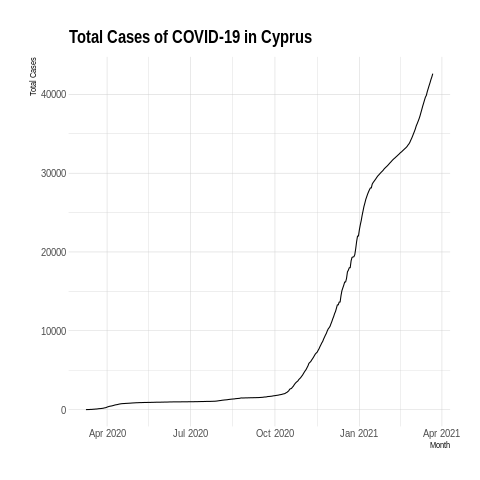 Total Cases of COVID-19 in Cyprus
Total Cases
40000
30000
20000
10000
0
Apr 2020 Jul 2020 Oct 2020 Jan 2021 Apr 2021
Month